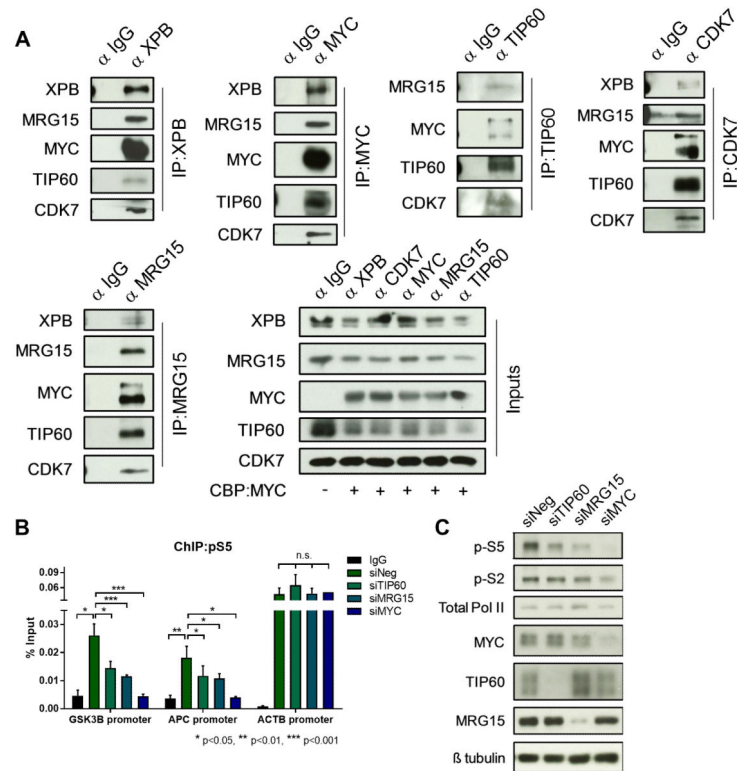 A
α IgG
α XPB
XPB
MRG15
MYC
TIP60
CDK7
IP:XPB
α IgG
α MYC
XPB
MRG15
MYC
TIP60
CDK7
IP:MYC
α IgG
α TIP60
MRG15
MYC
TIP60
CDK7
IP:TIP60
α IgG
α CDK7
XPB
MRG15
MYC
TIP60
CDK7
IP:CDK7
α IgG
α MRG15
XPB
MRG15
MYC
TIP60
CDK7
IP:MRG15
α IgG
α XPB
α CDK7
α MYC
α MRG15
α TIP60
XPB
MRG15
MYC
TIP60
CDK7
Inputs
CBP:MYC - + + + + +
B
ChIP:pS5
% Input
0.09
0.06
0.03
0.02
0.01
0.00
* *** ***
** * * *
n.s.
IgG
siNeg
siTIP60
siMRG15
siMYC
GSK3B promoter APC promoter ACTB promoter
* p<0.05, ** p<0.01, *** p<0.001
C
siNeg
siTIP60
siMRG15
siMYC
p-S5
p-S2
Total Pol II
MYC
TIP60
MRG15
ß tubulin